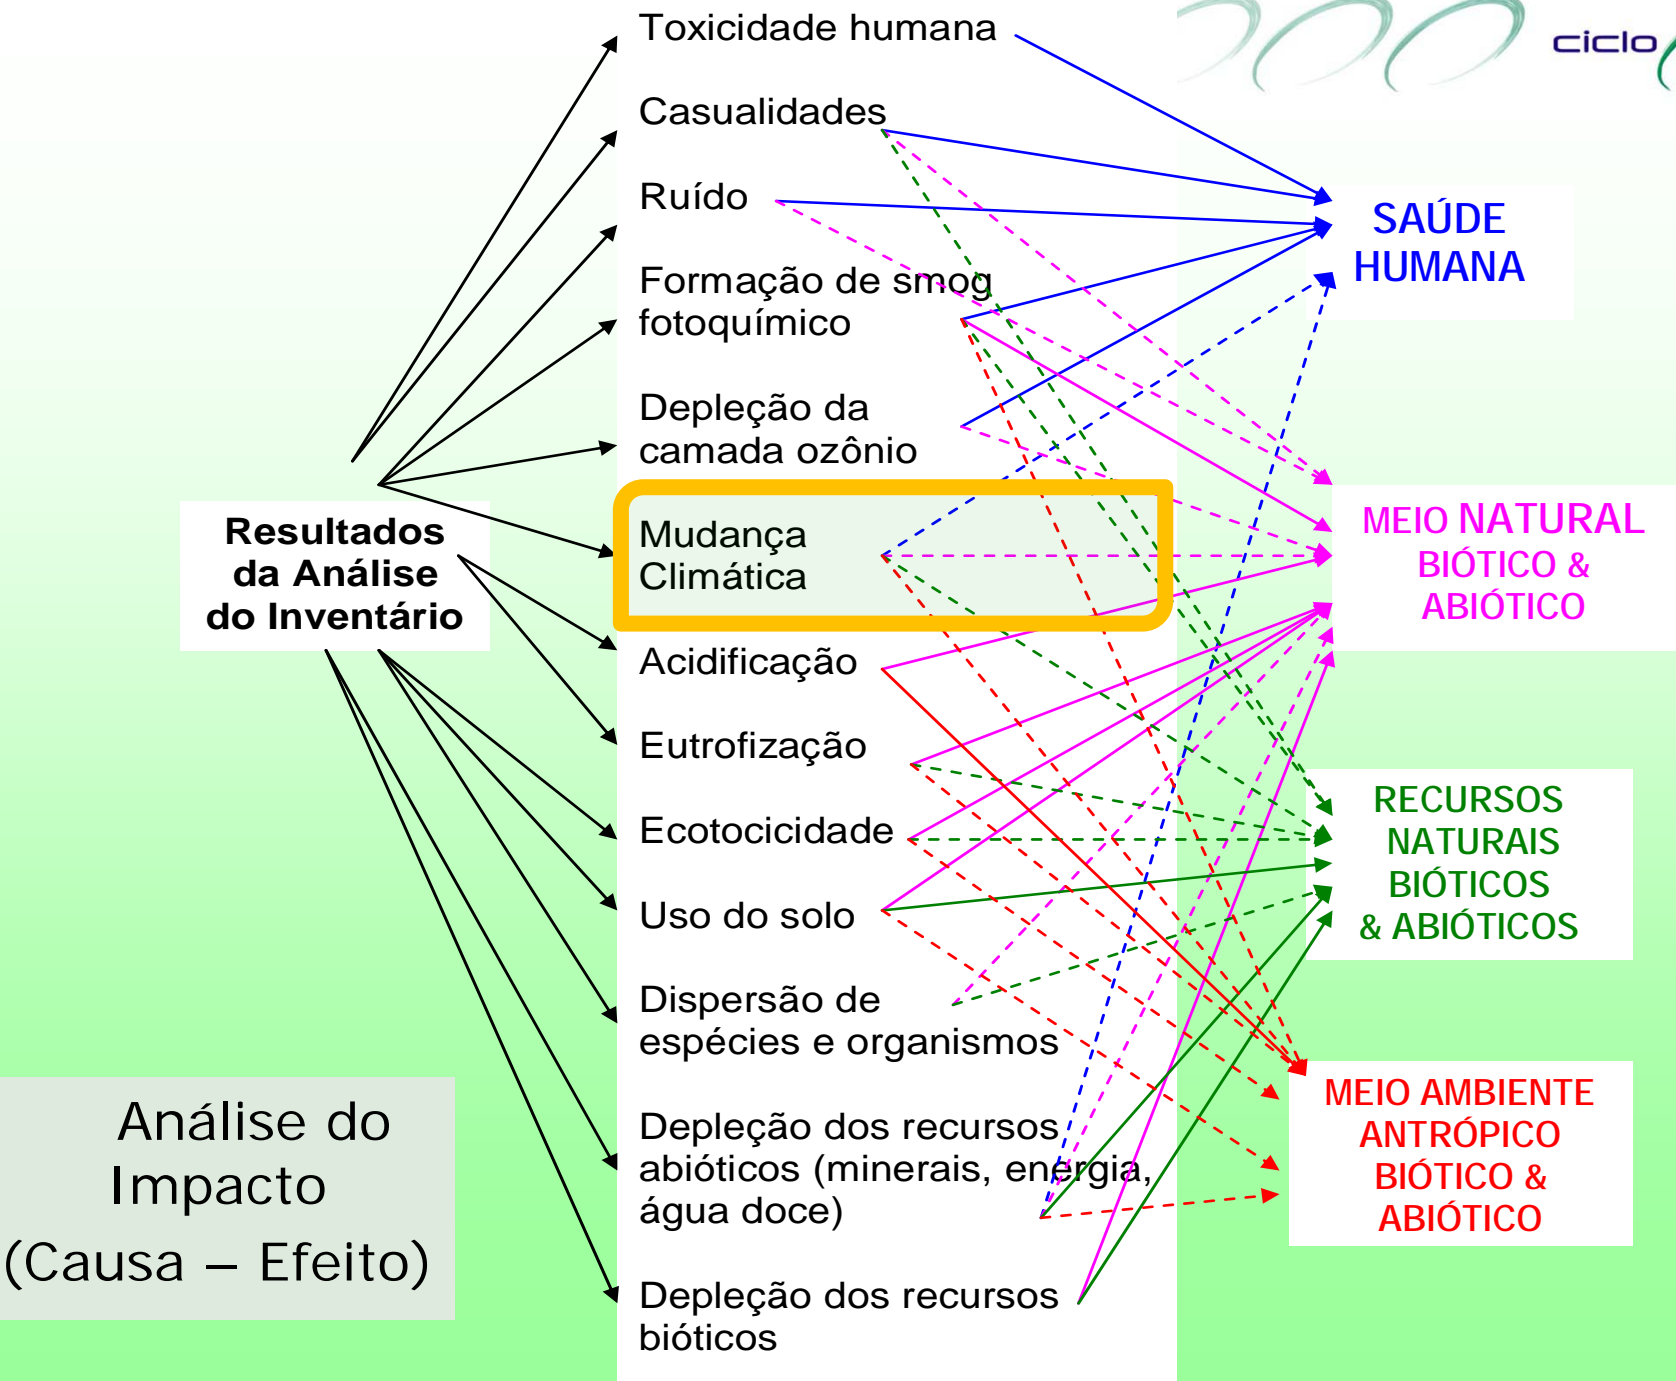 ciclo
Toxicidade humana
Casualidades
Ruído
Formação de smog
fotoquímico
Depleção da
camada ozônio
Mudança
Climática
Acidificação
Eutrofização
Ecotocicidade
Uso do solo
Dispersão de
espécies e organismos
Depleção dos recursos
abióticos (minerais, energia,
água doce)
Depleção dos recursos
bióticos
Resultados
da Análise
do Inventário
Análise do
Impacto
(Causa – Efeito)
SAÚDE
HUMANA
MEIO NATURAL
BIÓTICO &
ABIÓTICO
RECURSOS
NATURAIS
BIÓTICOS
& ABIÓTICOS
MEIO AMBIENTE
ANTRÓPICO
BIÓTICO &
ABIÓTICO